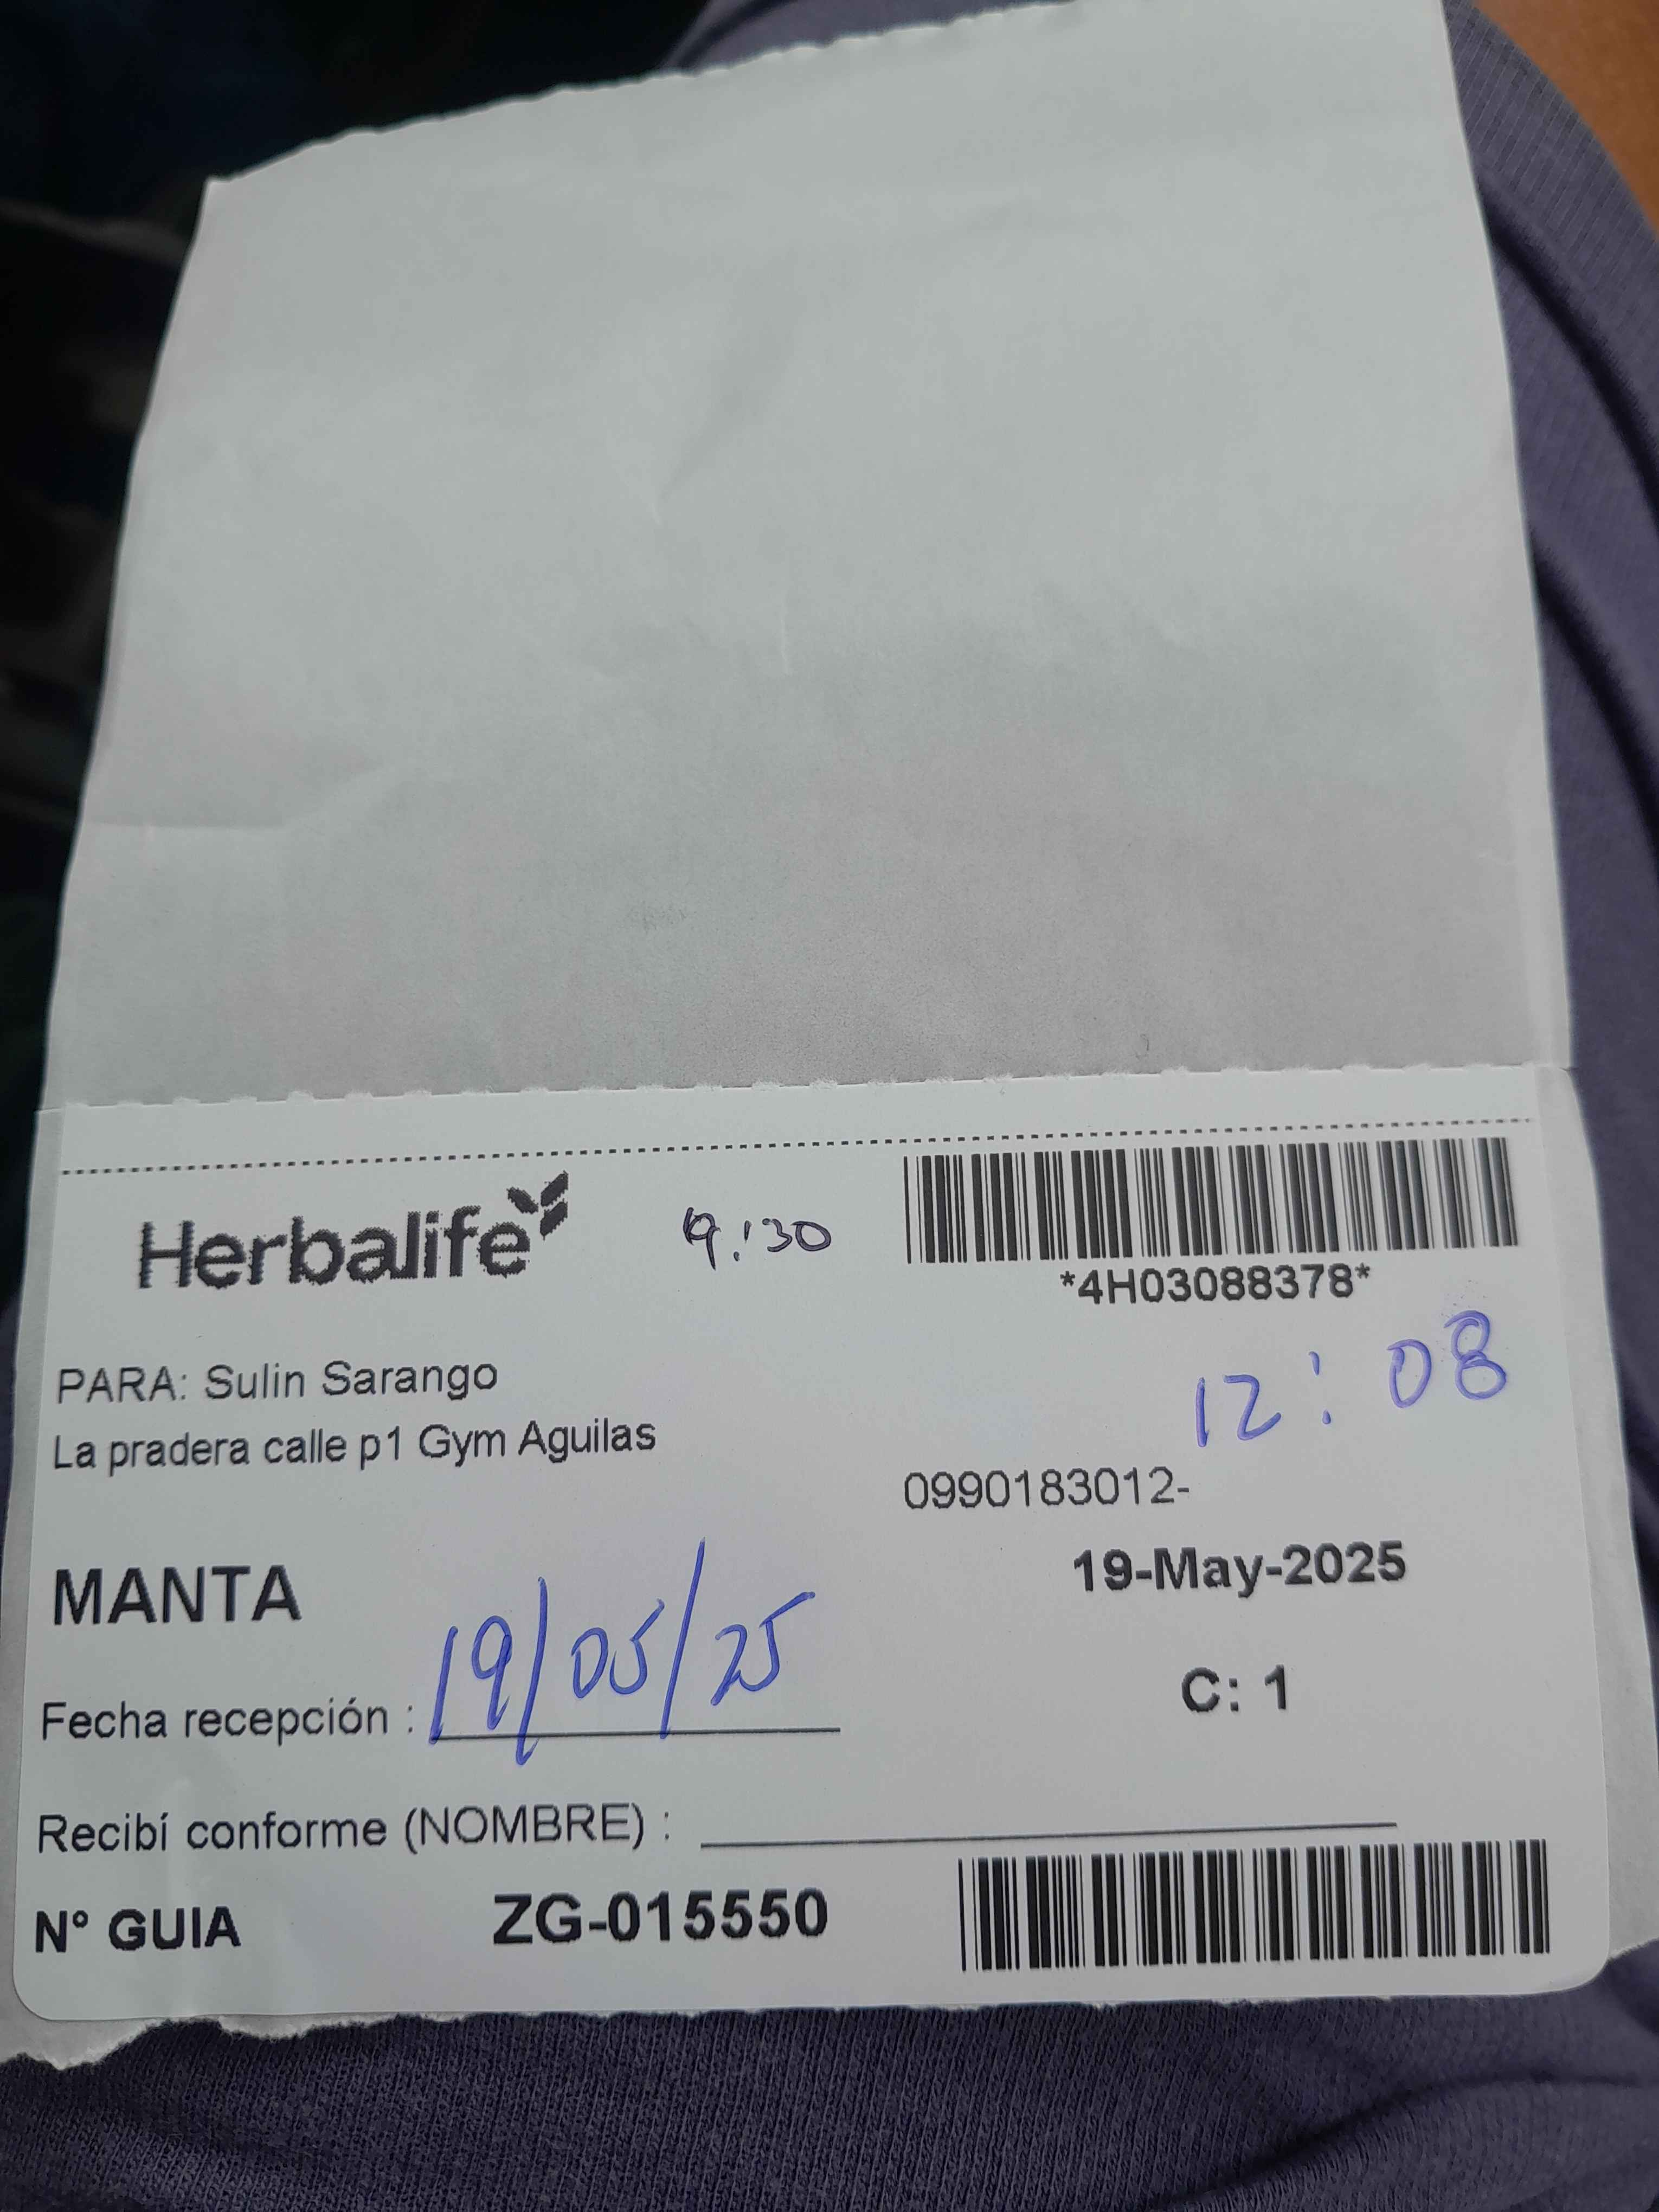 Herbalife 9:30
*4H03088378*
12:08
PARA: Sulin Sarango
La pradera calle p1 Gym Aguilas
0990183012-
MANTA
19-May-2025
Fecha recepción : 19/05/25
C: 1
Recibí conforme (NOMBRE) :
N° GUIA ZG-015550